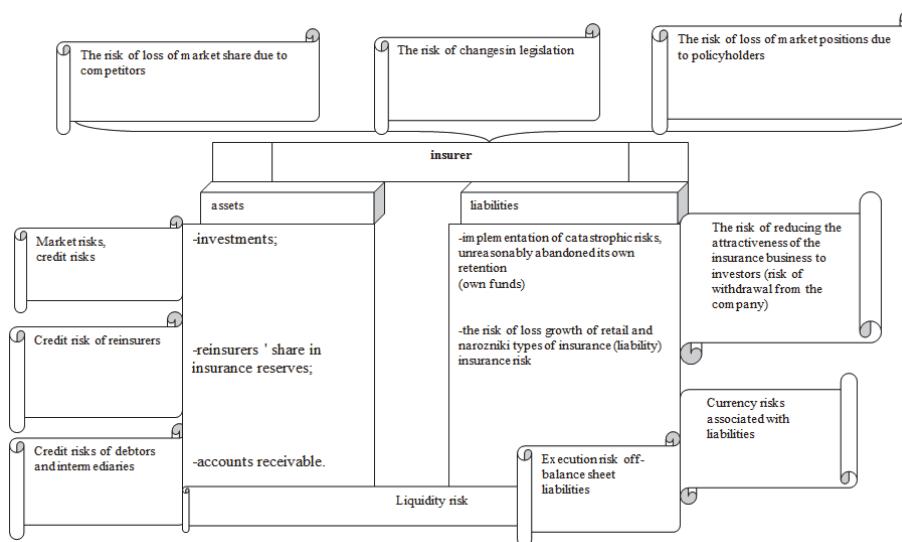 The risk of loss of market share due to
competitors
The risk of changes in legislation
The risk of loss of market positions due
to policyholders
insurer
assets
liabilities
Market risks,
credit risks
-investments;
-implementation of catastrophic risks,
unreasonably abandoned its own
retention
(own funds)
The risk of reducing the
attractiveness of the
insurance business to
investors (risk of
withdrawal from the
company)
Credit risk of reinsurers
-reinsurers ' share in
insurance reserves;
-the risk of loss growth of retail and
narozniki types of insurance (liability)
insurance risk
Currency risks
associated with
liabilities
Credit risks of debtors
and intermediaries
-accounts receivable.
Execution risk off-
balance sheet
liabilities
Liquidity risk